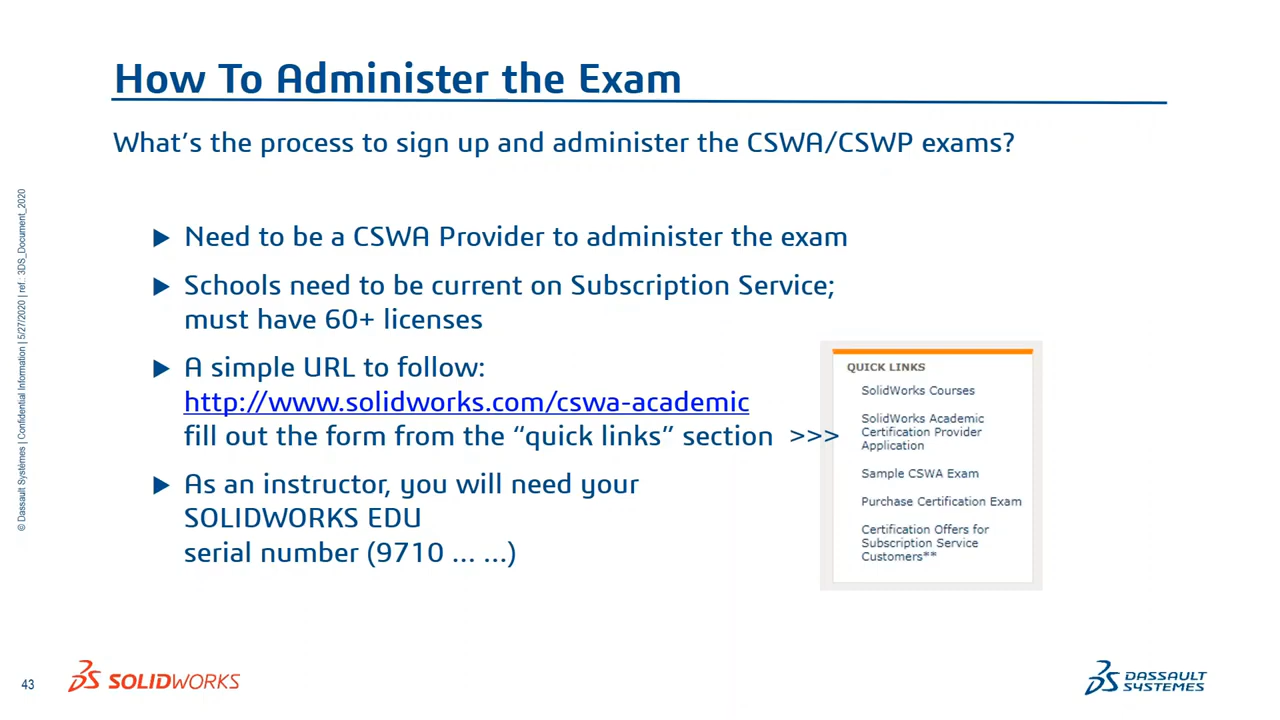 How To Administer the Exam
What's the process to sign up and administer the CSWA/CSWP exams?
Need to be a CSWA Provider to administer the exam
Schools need to be current on Subscription Service;
must have 60+ licenses
A simple URL to follow:
http://www.solidworks.com/cswa-academic
fill out the form from the “quick links” section >>>
As an instructor, you will need your
SOLIDWORKS EDU
serial number (9710 ... ...)
QUICK LINKS
SolidWorks Courses
SolidWorks Academic
Certification Provider
Application
Sample CSWA Exam
Purchase Certification Exam
Certification Offers for
Subscription Service
Customers**
© Dassault Systèmes | Confidential Information | 5/27/2020 | ref.: 3DS_Document_2020
43
SOLIDWORKS
DASSAULT
SYSTEMES